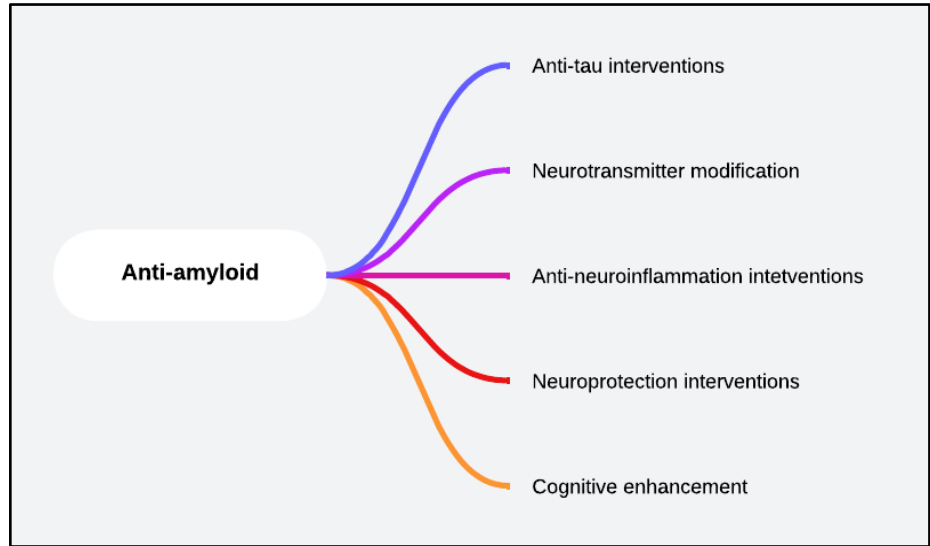 Anti-tau interventions
Neurotransmitter modification
Anti-amyloid
Anti-neuroinflammation intetventions
Neuroprotection interventions
Cognitive enhancement